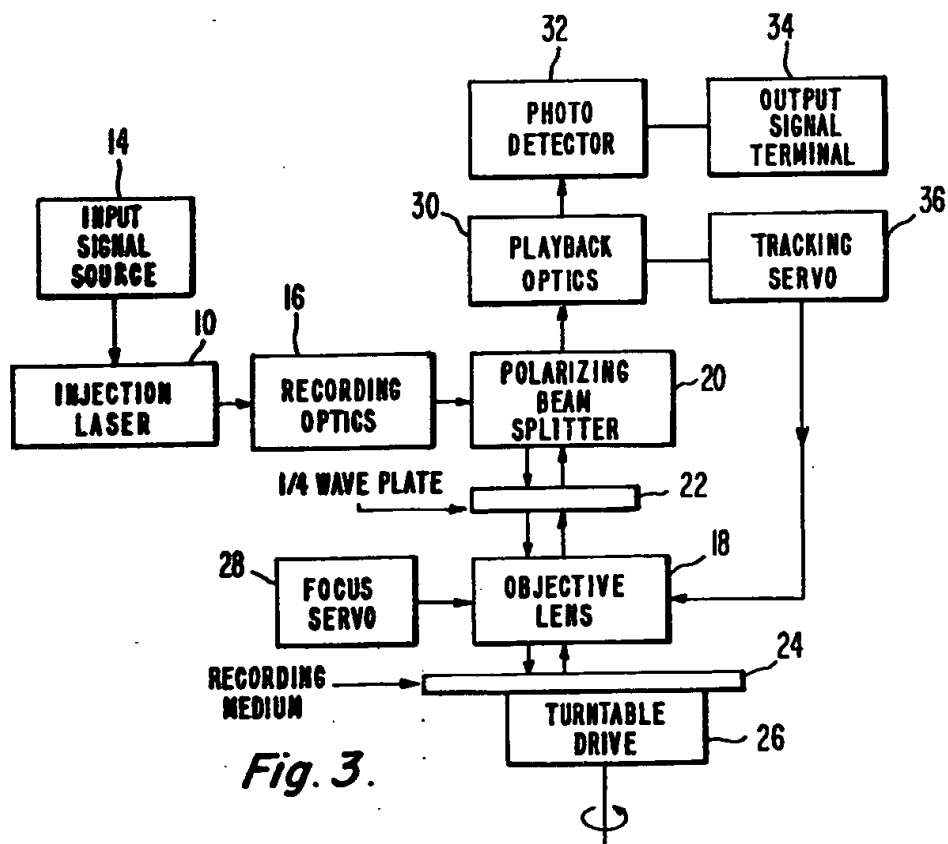 32
34
PHOTO
DETECTOR
OUTPUT
SIGNAL
TERMINAL
14
INPUT
SIGNAL
SOURCE
30
PLAYBACK
OPTICS
36
TRACKING
SERVO
10
INJECTION
LASER
16
RECORDING
OPTICS
POLARIZING
BEAM
SPLITTER
20
1/4 WAVE PLATE
22
28
FOCUS
SERVO
OBJECTIVE
LENS
18
RECORDING
MEDIUM
24
TURNTABLE
DRIVE
26
Fig. 3.